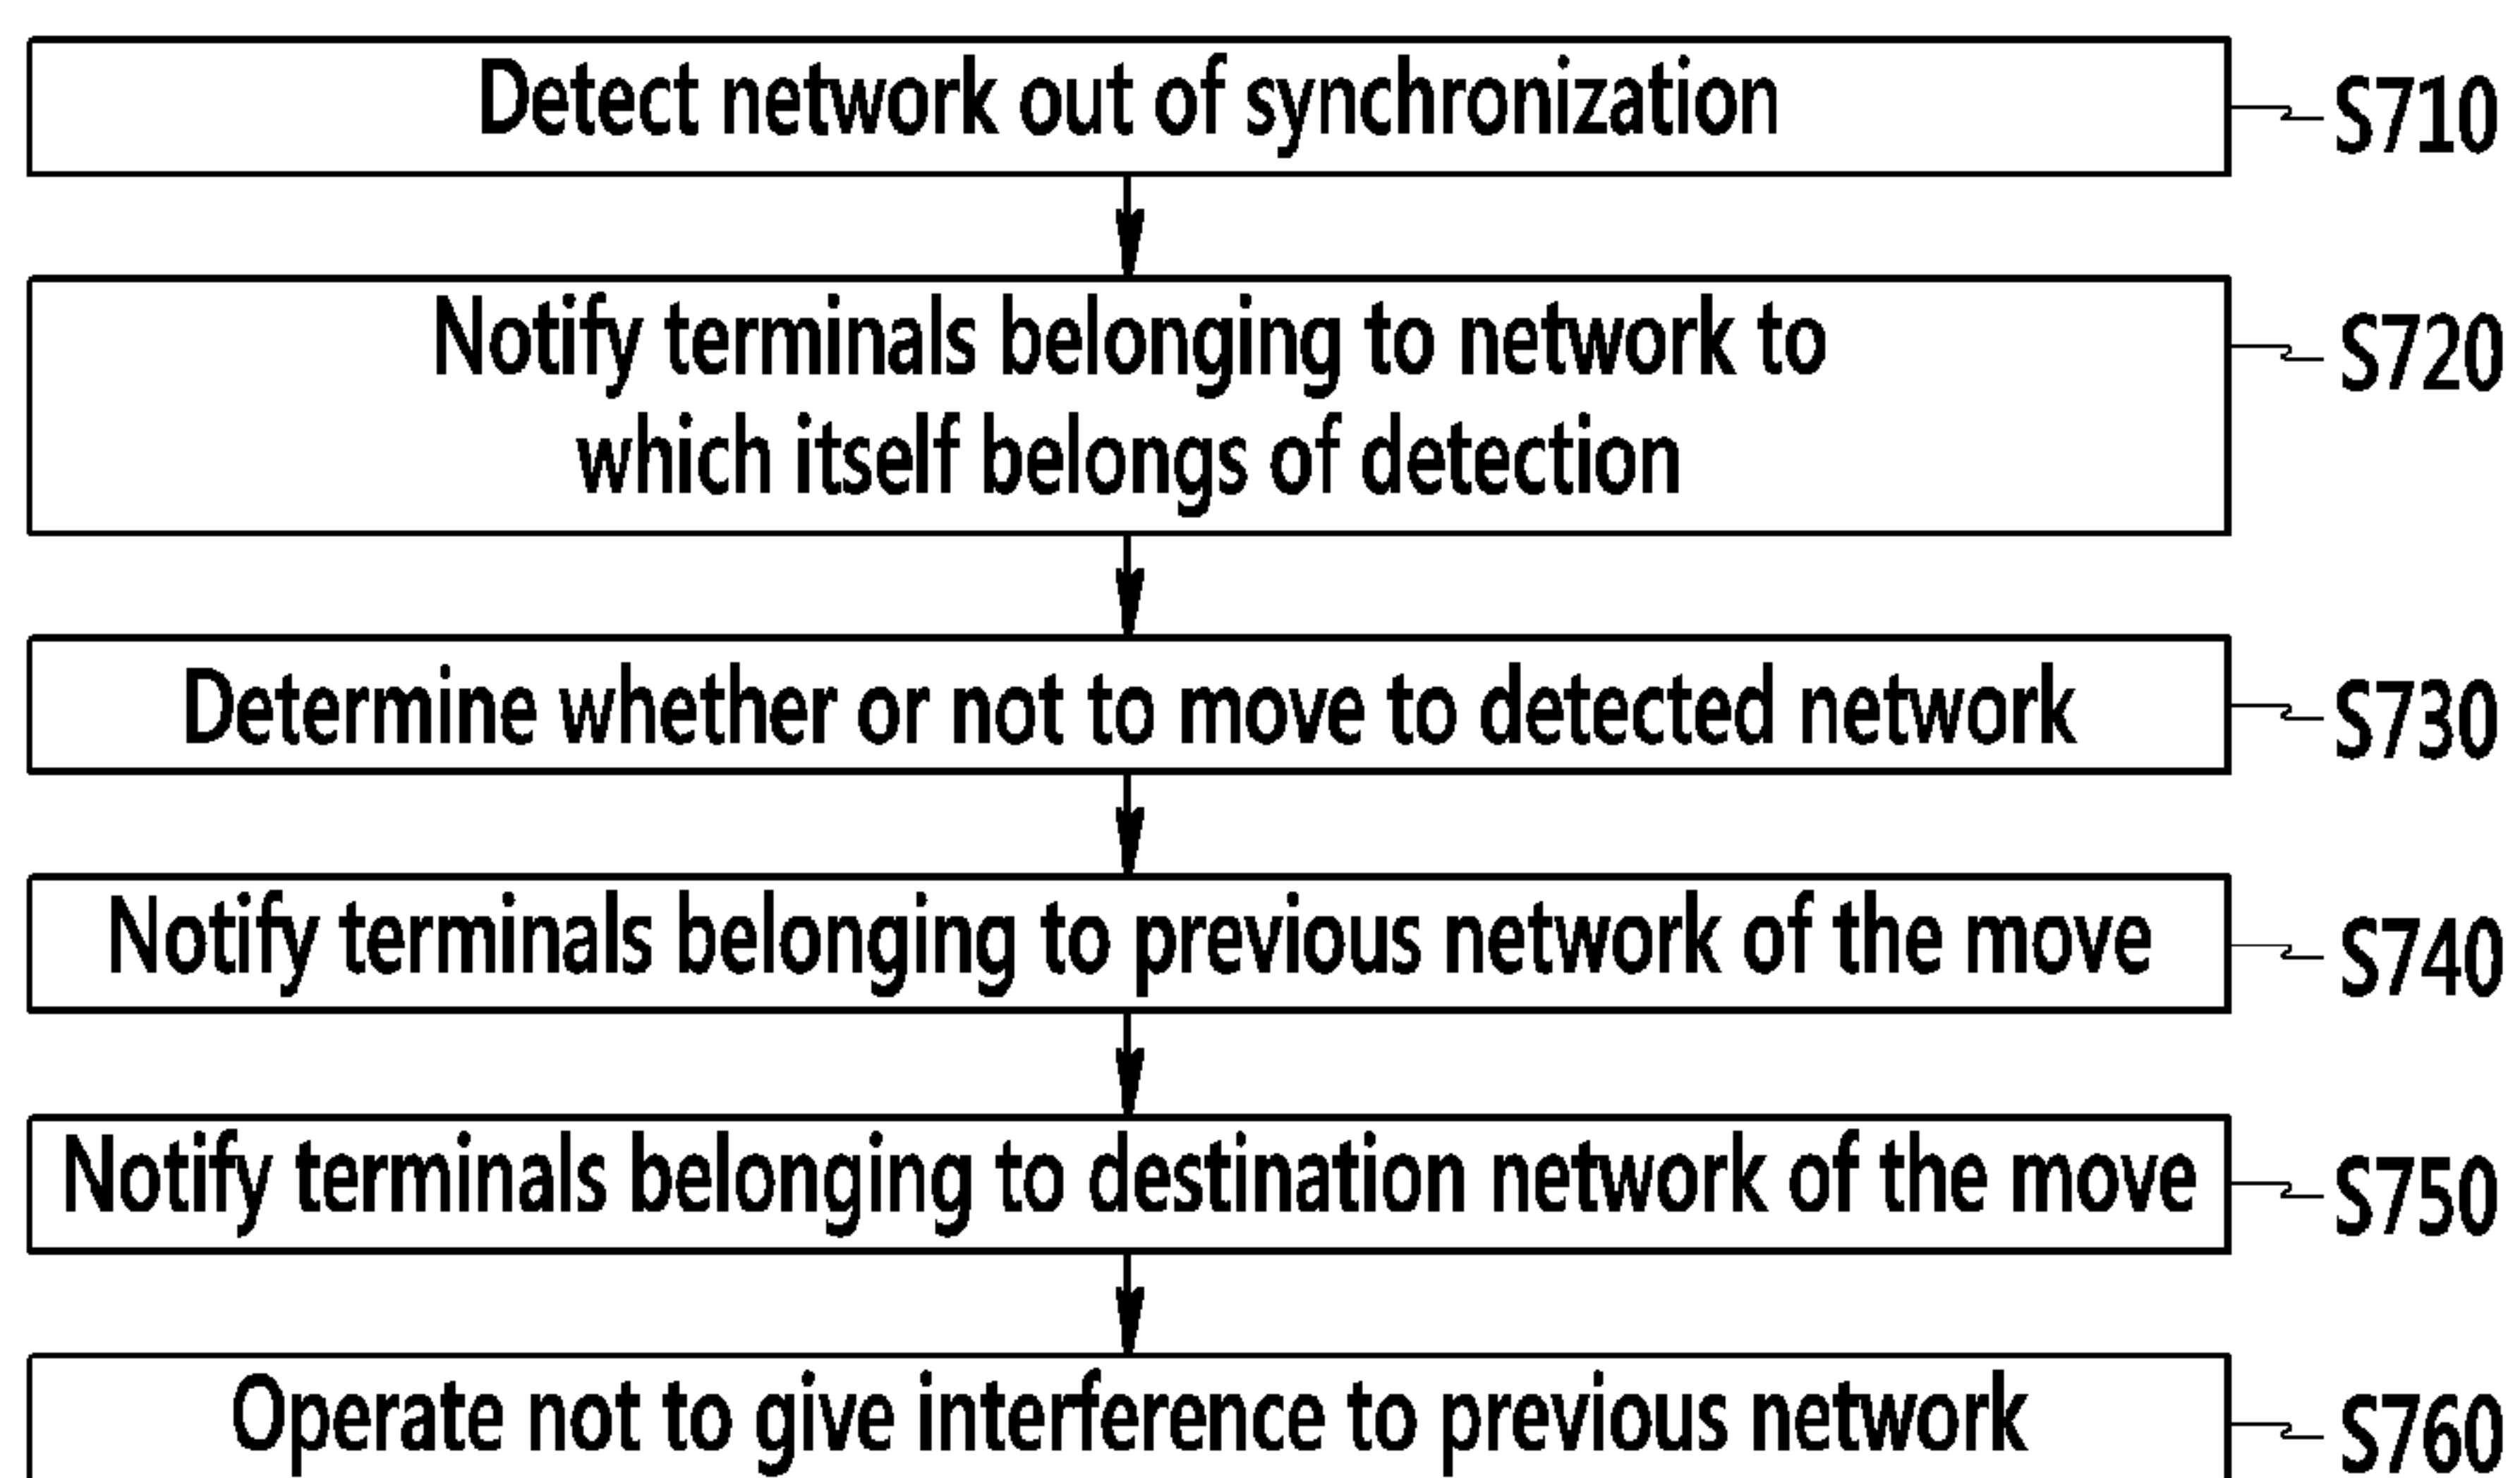 Detect network out of synchronization
S710
Notify terminals belonging to network to
S720
which itself belongs of detection
Determine whether or not to move to detected network
S730
Notify terminals belonging to previous network of the move
S740
Notify terminals belonging to destination network of the move
S750
Operate not to give interference to previous network
S760